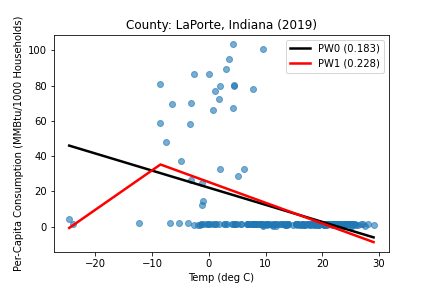 County: LaPorte, Indiana (2019)
Per-Capita Consumption (MMBtu/1000 Households)
100
80
60
40
20
0
PW0 (0.183)
PW1 (0.228)
−20
−10
0
10
20
30
Temp (deg C)